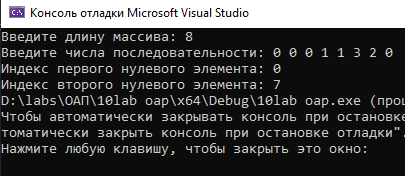 Консоль отладки Microsoft Visual Studio
Введите длину массива: 8
Введите числа последовательности: 0 0 0 1 1 3 2 0
Индекс первого нулевого элемента: 0
Индекс второго нулевого элемента: 7
D:\labs\ОАП\10lab oap\x64\Debug\10lab oap.exe (проц
Чтобы автоматически закрывать консоль при остановке
томатически закрыть консоль при остановке отладки".
Нажмите любую клавишу, чтобы закрыть это окно: